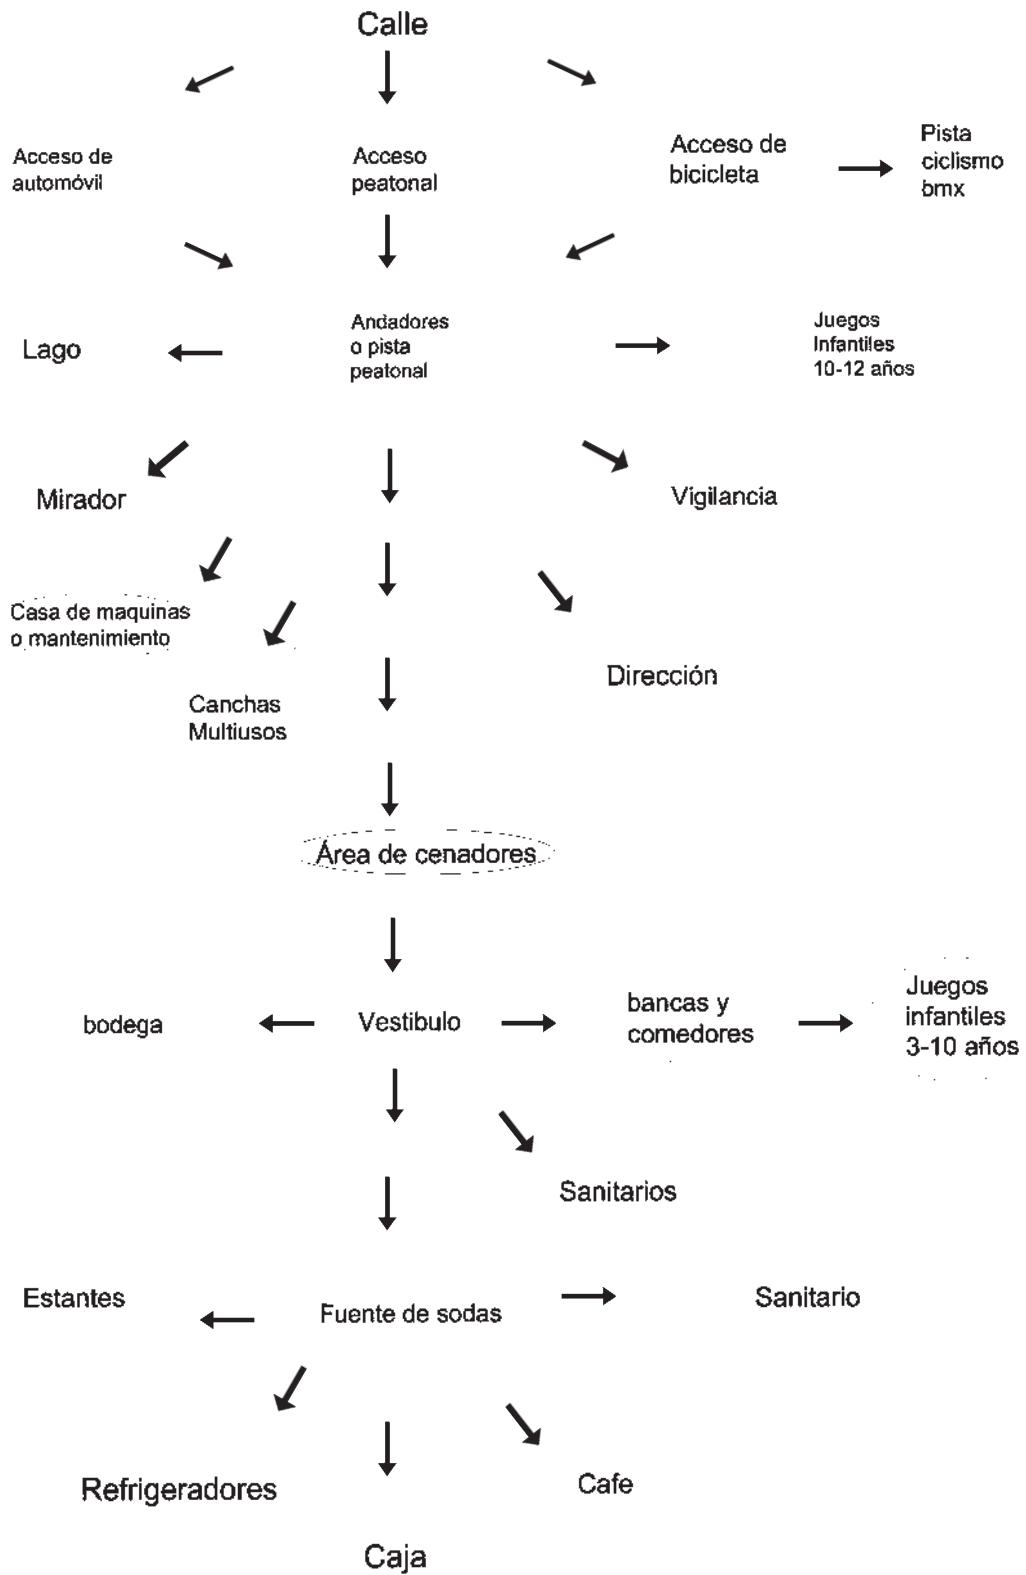 Calle
Acceso de
automóvil
Acceso
peatonal
Acceso de
bicicleta
Pista
ciclismo
bmx
Lago
Andadores
o pista
peatonal
Juegos
Infantiles
10-12 años
Mirador
Vigilancia
Casa de maquinas
o mantenimiento
Canchas
Multiusos
Dirección
Área de cenadores
bodega
Vestibulo
bancas y
comedores
Juegos
infantiles
3-10 años
Sanitarios
Estantes
Fuente de sodas
Sanitario
Refrigeradores
Cafe
Caja